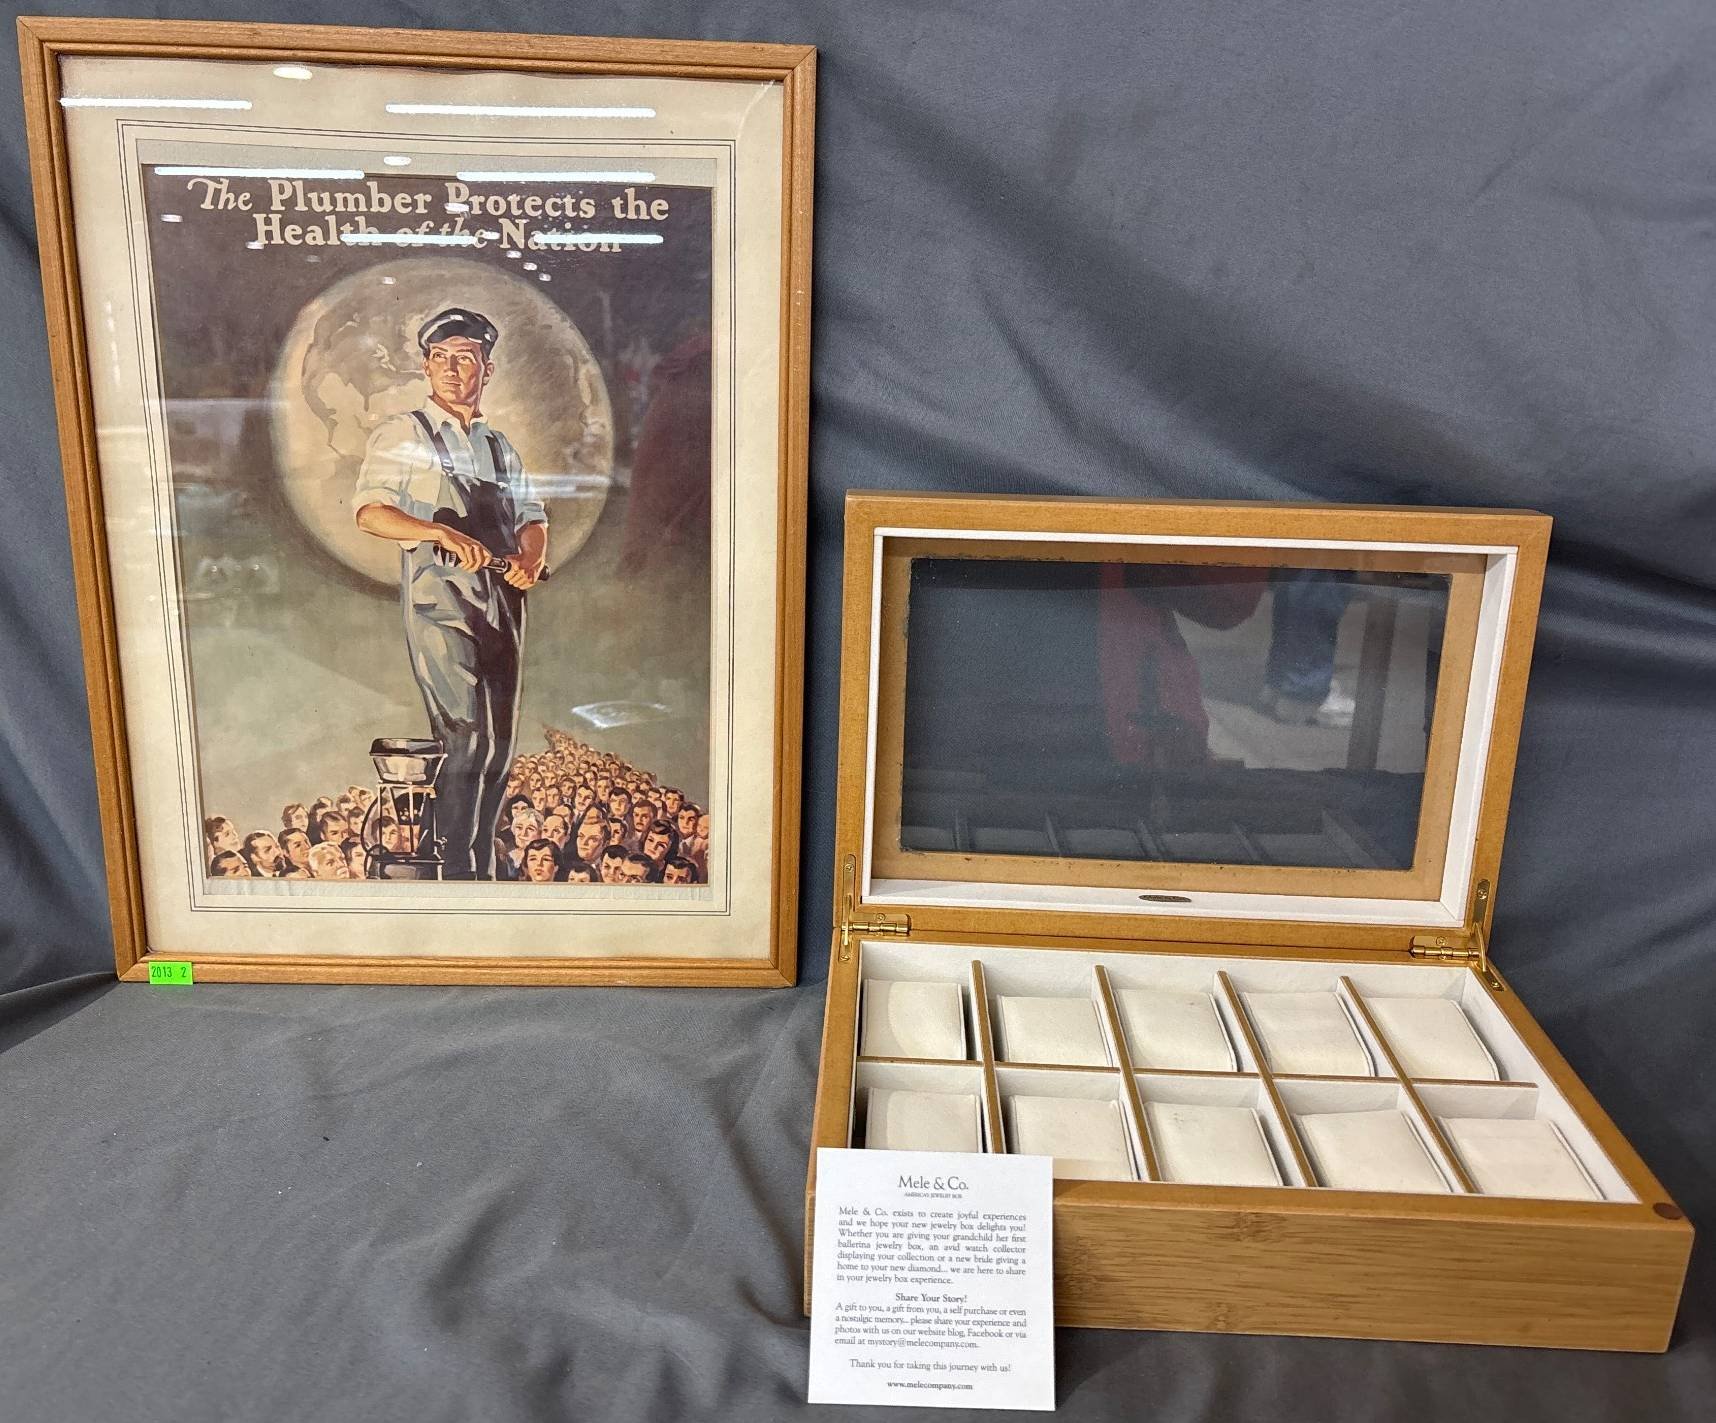 The Plumber Protects the
Health of the Nation
2013 2
Mele & Co.
AMERICA'S JEWELRY BOX
Mele & Co. exists to create joyful experiences
and we hope your new jewelry box delights you!
Whether you are giving your grandchild her first
ballerina jewelry box, an avid watch collector
displaying your collection or a new bride giving a
home to your new diamond... we are here to share
in your jewelry box experience.
Share Your Story!
A gift to you, a gift from you, a self purchase or even
a nostalgic memory... please share your experience and
photos with us on our website blog, Facebook or via
email at mystory@melecompany.com.
Thank you for taking this journey with us!
www.melecompany.com